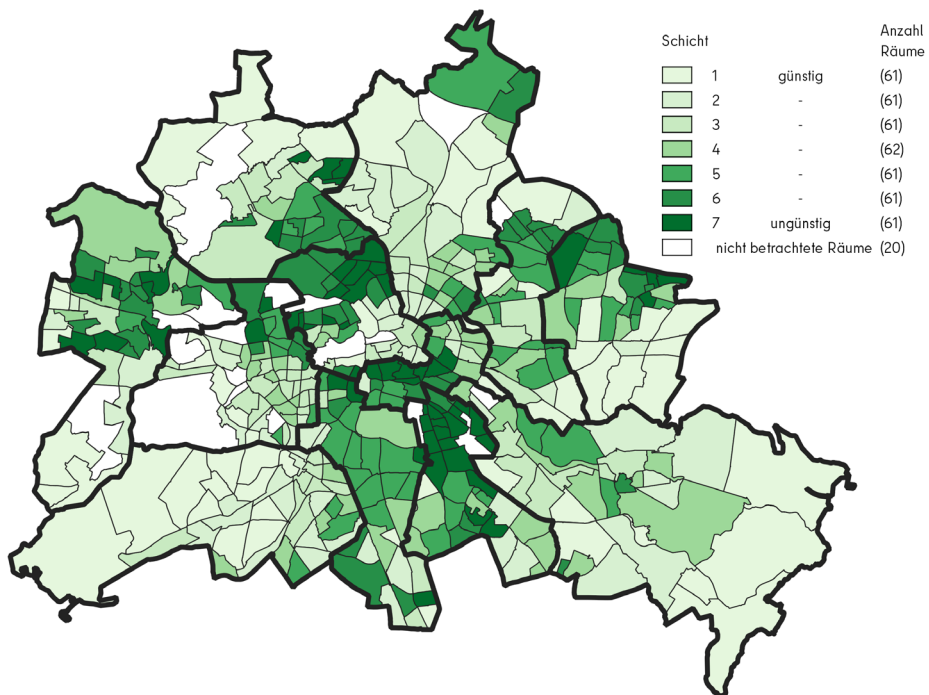 Schicht Anzahl Räume
1 günstig (61)
2 - (61)
3 - (61)
4 - (62)
5 - (61)
6 - (61)
7 ungünstig (61)
nicht betrachtete Räume (20)